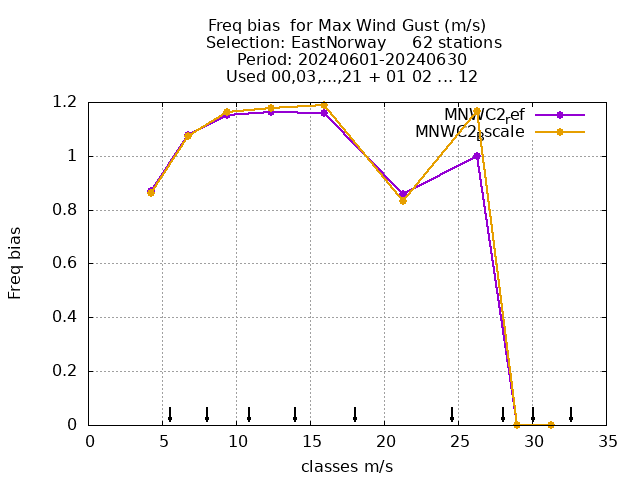 Freq bias  for Max Wind Gust (m/s)
Selection: EastNorway     62 stations
Period: 20240601-20240630
Used 00,03,...,21 + 01 02 ... 12
MNWC2ref
MNWC2Bscale
1.2
1
0.8
0.6
0.4
0.2
0
Freq bias
0 5 10 15 20 25 30 35
classes m/s